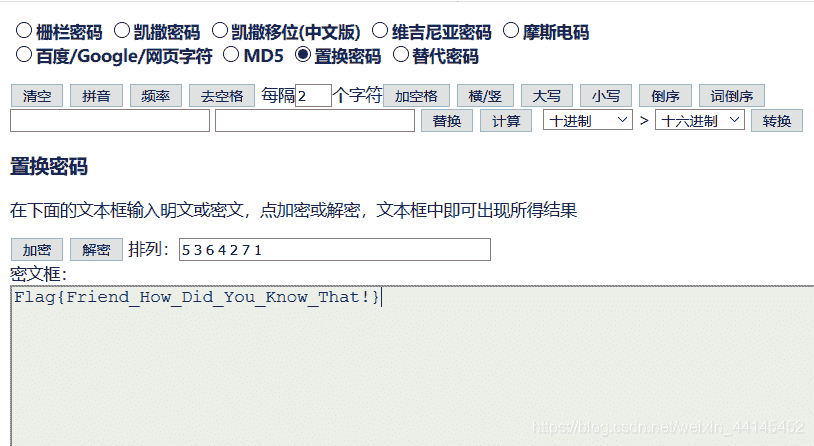 栅栏密码 凯撒密码 凯撒移位(中文版) 维吉尼亚密码 摩斯电码
百度/Google/网页字符 MD5 置换密码 替代密码
清空 拼音 频率 去空格 每隔2个字符加空格 横/竖 大写 小写 倒序 词倒序
替换 计算 十进制 > 十六进制 转换
置换密码
在下面的文本框输入明文或密文，点加密或解密，文本框中即可出现所得结果
加密 解密 排列： 5 3 6 4 2 7 1
密文框：
Flag{Friend_How_Did_You_Know_That!}
https://blog.csdn.net/weixin_44145452